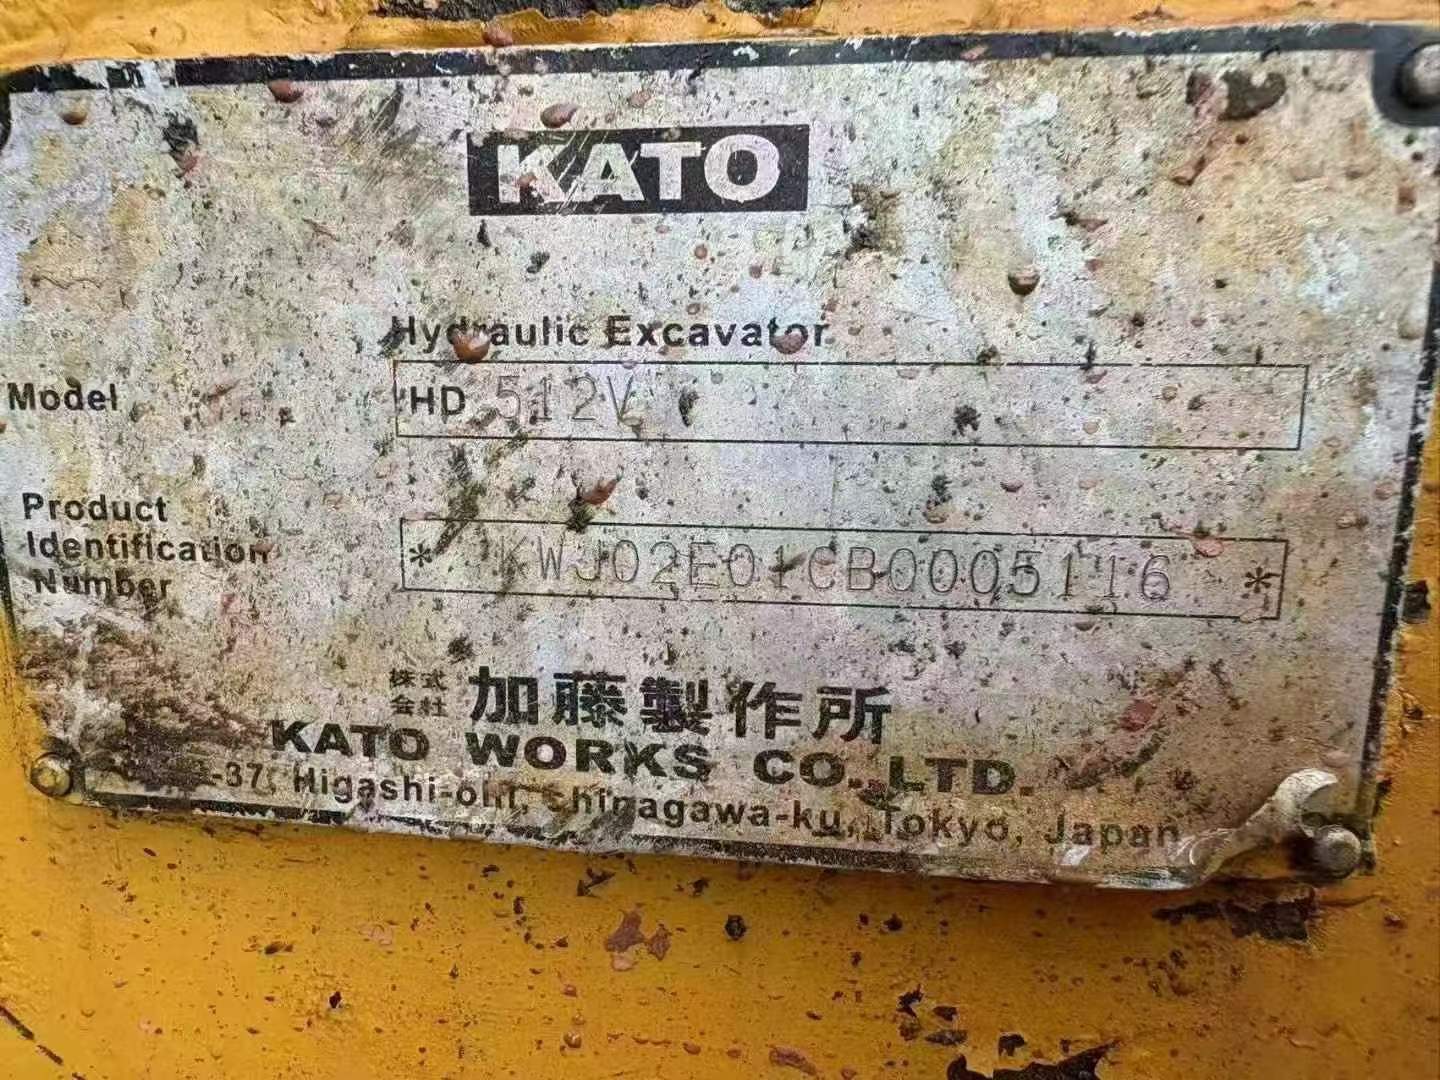 KATO
Hydraulic Excavator
Model HD 512V
Product
Identification
Number
* KWJ02E01CB0005116 *
株式
会社 加藤製作所
KATO WORKS CO., LTD.
-37, Higashi-ohi, Shinagawa-ku, Tokyo, Japan